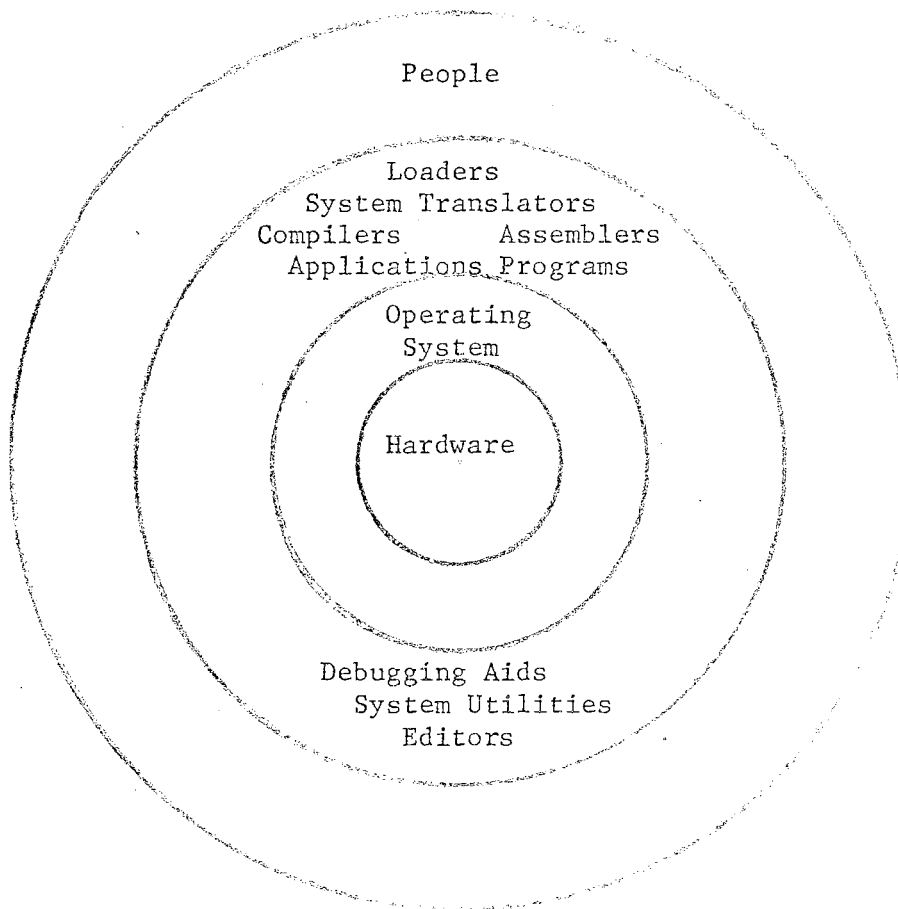 People
Loaders
System Translators
Compilers Assemblers
Applications Programs
Operating
System
Hardware
Debugging Aids
System Utilities
Editors